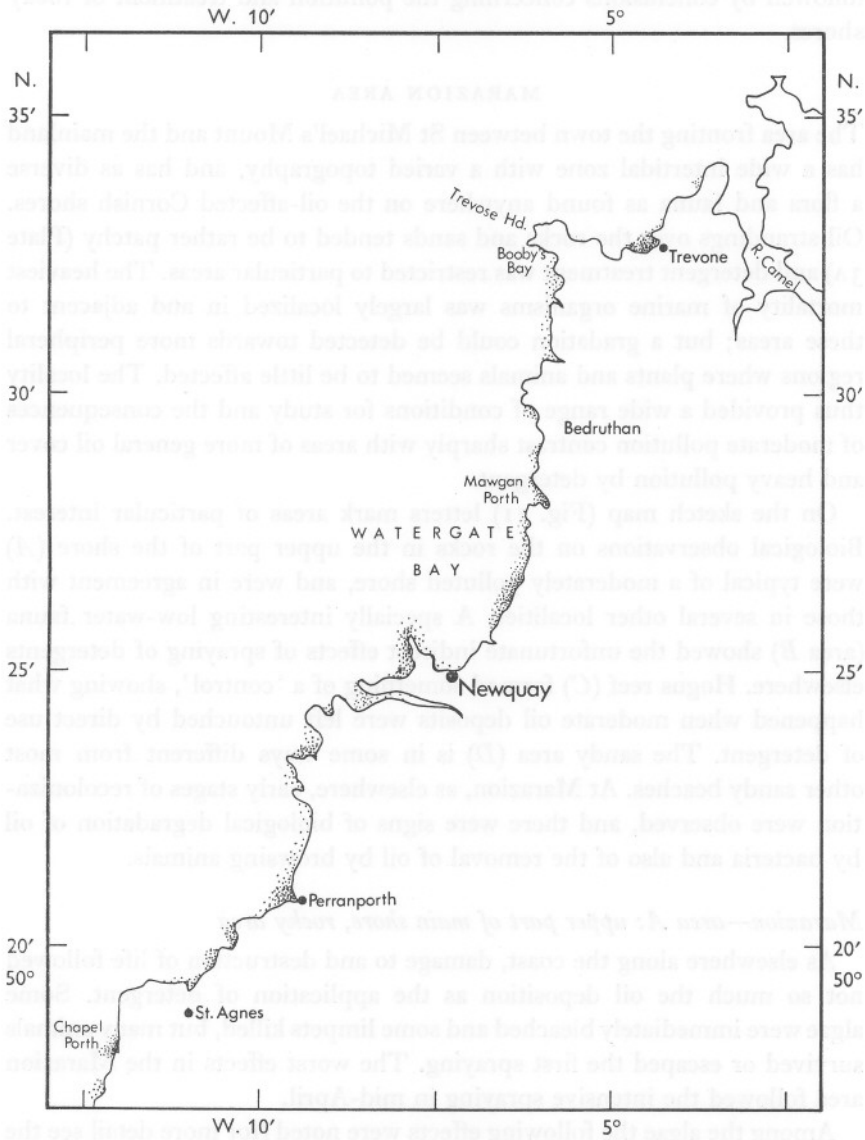 W. 10′ 5°
N. N.
35′ 35′
Trevose Hd.
Booby's
Bay
Trevone
R. Camel
30′ 30′
Bedruthan
Mawgan
Porth
WATERGATE
BAY
25′ 25′
Newquay
Perranporth
20′ 20′
50° 50°
St. Agnes
Chapel
Porth
W. 10′ 5°